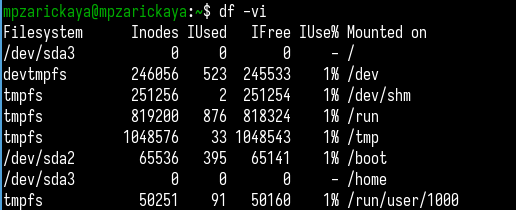 mpzarickaya@mpzarickaya:~$ df -vi
Filesystem      Inodes IUsed   IFree IUse% Mounted on
/dev/sda3            0     0       0     - /
devtmpfs        246056   523  245533    1% /dev
tmpfs           251256     2  251254    1% /dev/shm
tmpfs           819200   876  818324    1% /run
tmpfs          1048576    33 1048543    1% /tmp
/dev/sda2        65536   395   65141    1% /boot
/dev/sda3            0     0       0     - /home
tmpfs            50251    91   50160    1% /run/user/1000